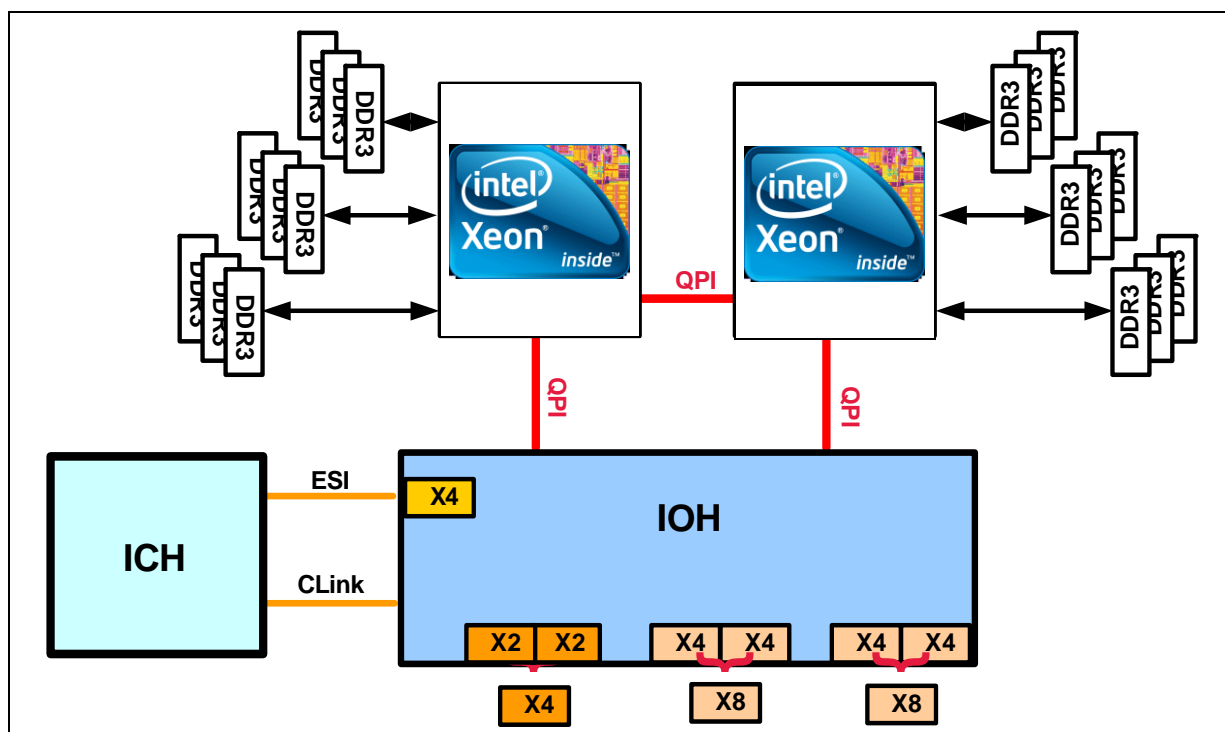 DDR3
DDR3
DDR3
DDR3
DDR3
DDR3
DDR3
DDR3
DDR3
intel
Xeon®
inside™
intel
Xeon®
inside™
DDR3
DDR3
DDR3
DDR3
DDR3
DDR3
DDR3
DDR3
DDR3
QPI
QPI
QPI
ICH
ESI
CLink
X4
IOH
X2 X2
X4 X4
X4 X4
X4
X8
X8